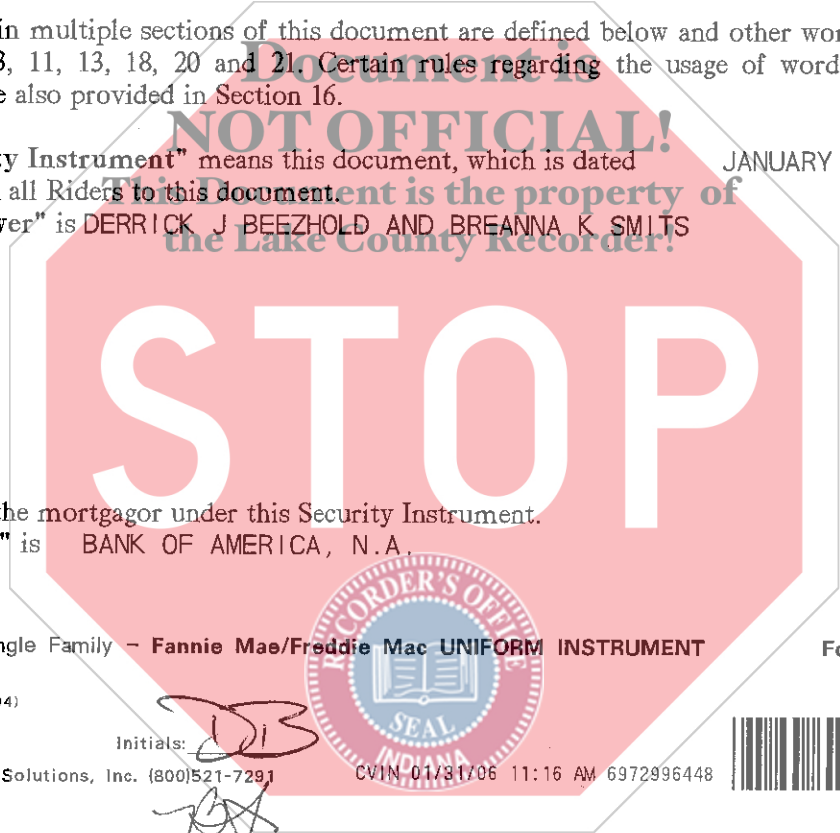 in multiple sections of this document are defined below and other wor
3, 11, 13, 18, 20 and 21. Certain rules regarding the usage of word
e also provided in Section 16.
Document is
NOT OFFICIAL!
This Document is the property of
the Lake County Recorder!
ty Instrument" means this document, which is dated JANUARY
all Riders to this document.
ver" is DERRICK J BEEZHOLD AND BREANNA K SMITS
STOP
the mortgagor under this Security Instrument.
" is BANK OF AMERICA, N.A.
RECORDER'S OFFICE
SEAL
INDIANA
ngle Family - Fannie Mae/Freddie Mac UNIFORM INSTRUMENT Fo
04)
Initials: DJB
Solutions, Inc. (800)521-7291
CVIN 01/31/06 11:16 AM 6972996448